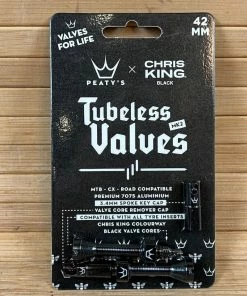 VALVES
FOR LIFE
42
MM
PEATY'S
×
CHRIS
KING
BLACK
Tubeless
Valves
MK2
MTB - CX - ROAD COMPATIBLE
PREMIUM 7075 ALUMINIUM
3.4MM SPOKE KEY CAP
VALVE CORE REMOVER CAP
COMPATIBLE WITH ALL TYRE INSERTS
CHRIS KING COLOURWAY
BLACK VALVE CORES